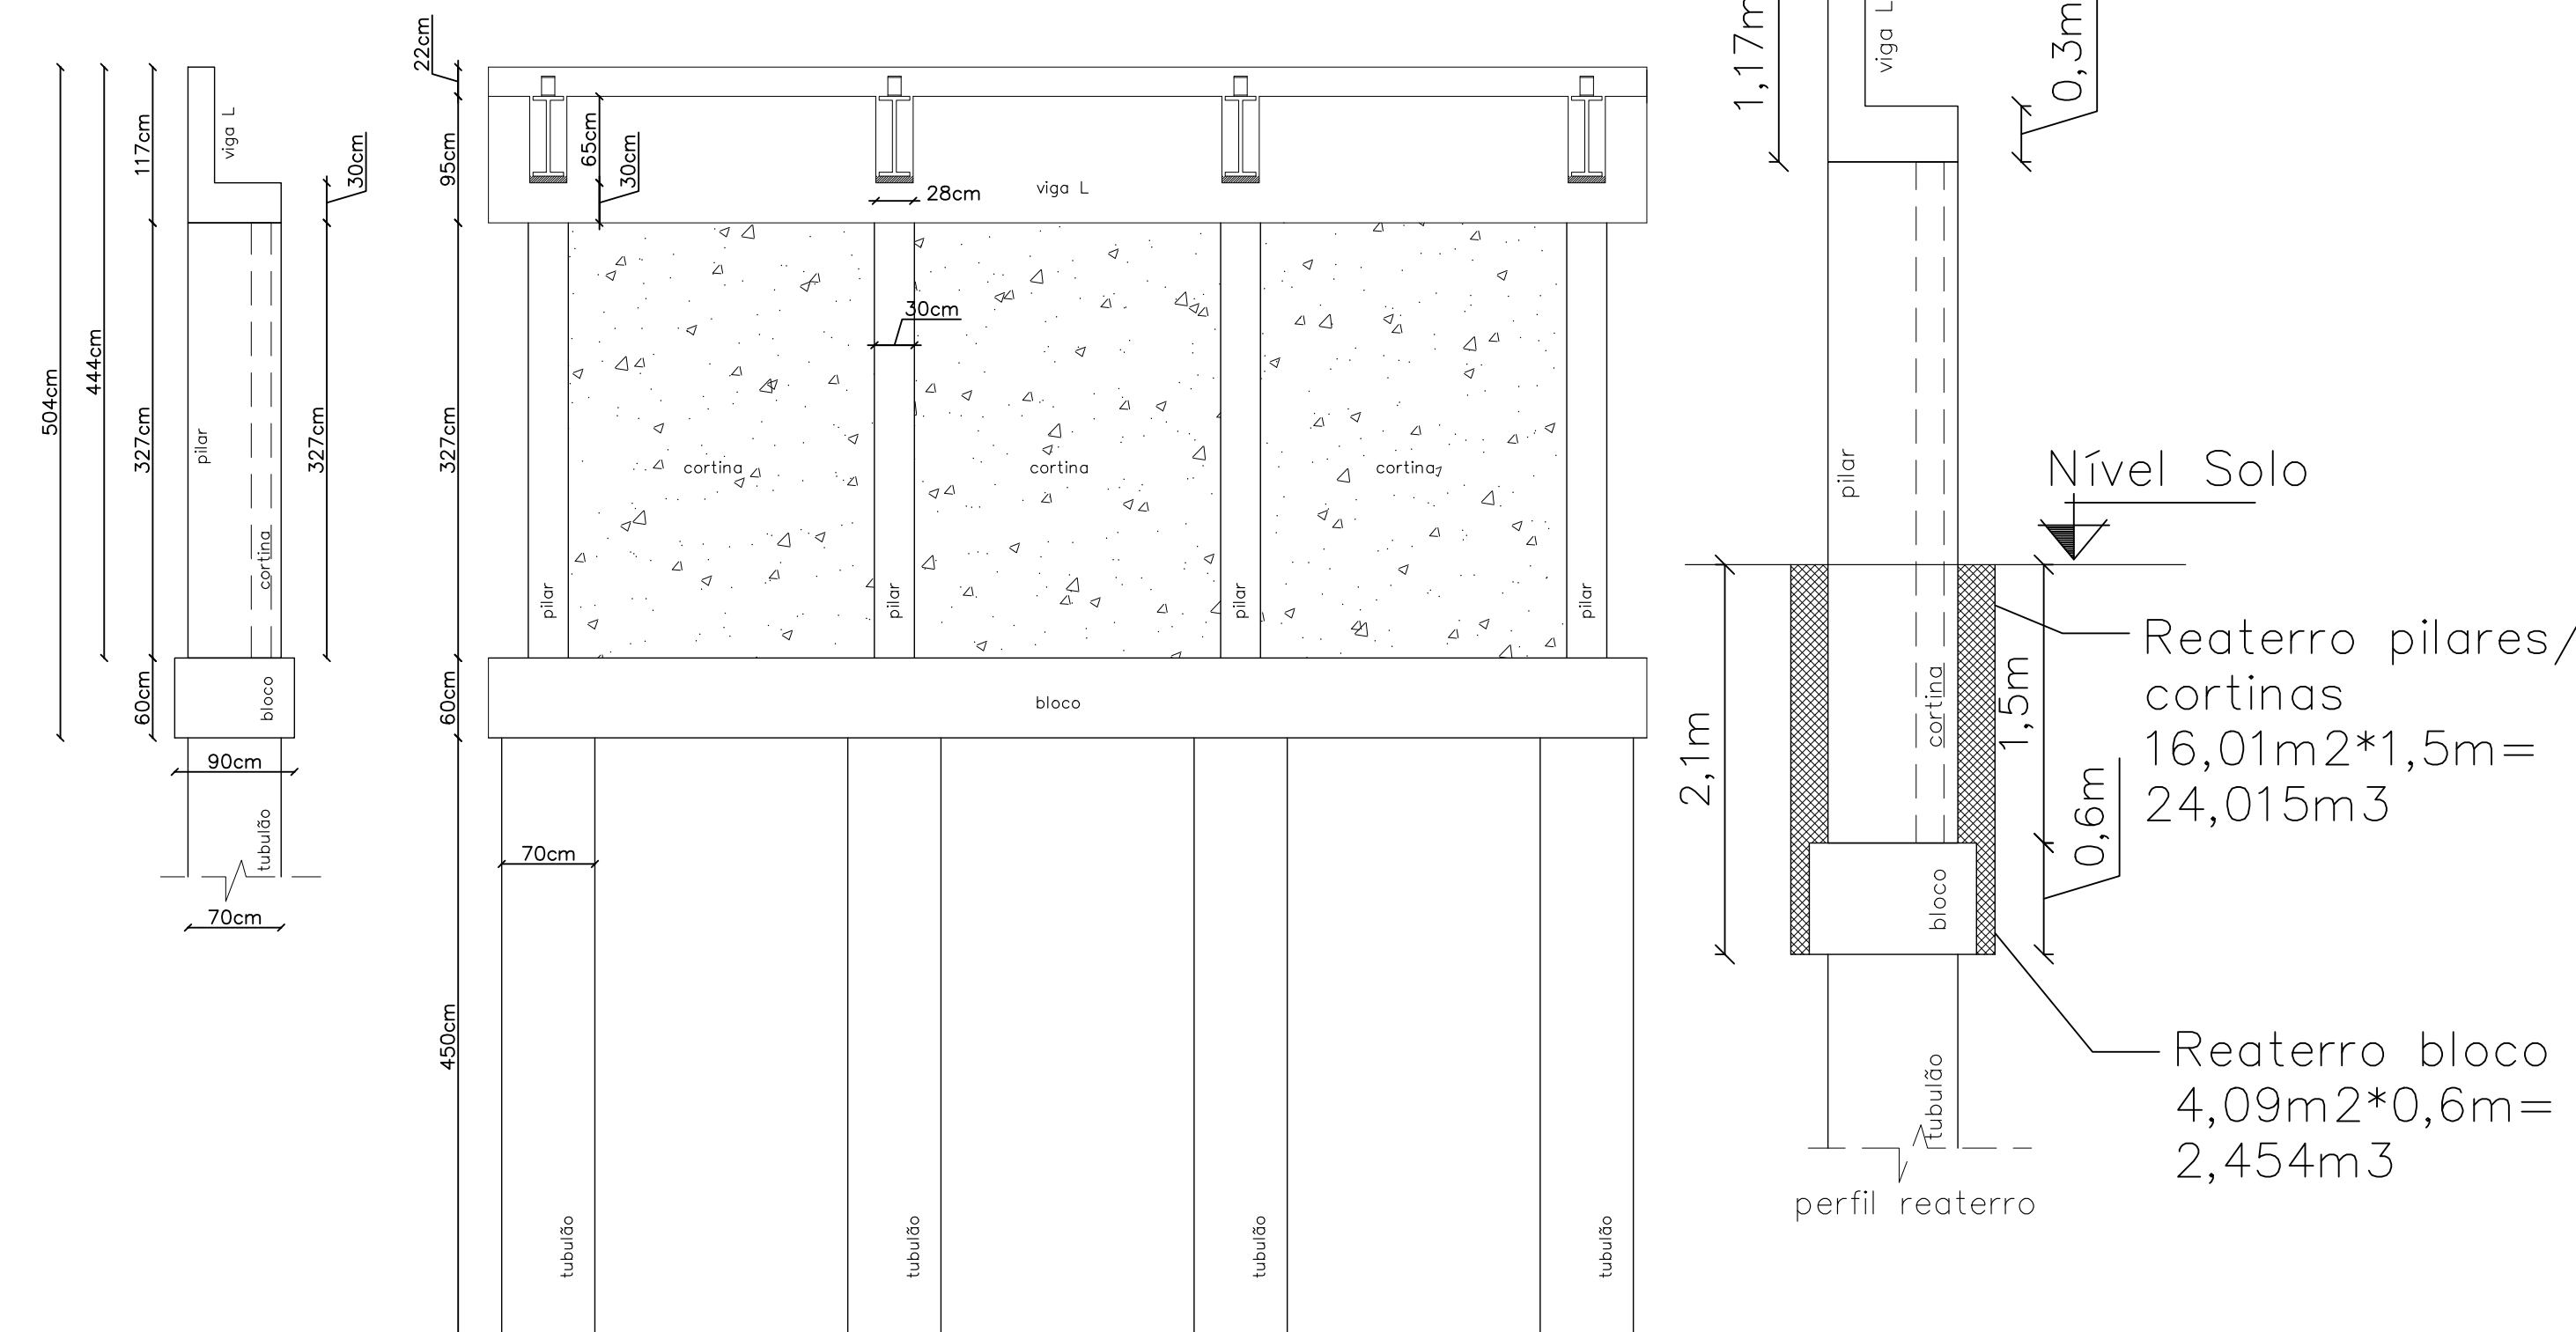 504cm
444cm
117cm
327cm
60cm
viga L
30cm
327cm
pilar
cortina
bloco
90cm
tubulão
70cm
22cm
95cm
327cm
60cm
450cm
65cm
30cm
28cm
viga L
30cm
cortina
cortina
cortina
pilar
pilar
pilar
pilar
bloco
70cm
tubulão
tubulão
tubulão
tubulão
1,17m
viga L
0,3m
pilar
Nível Solo
2,1m
cortina
1,5m
0,6m
Reaterro pilares/
cortinas
16,01m2*1,5m=
24,015m3
bloco
Reaterro bloco
4,09m2*0,6m=
2,454m3
tubulão
perfil reaterro